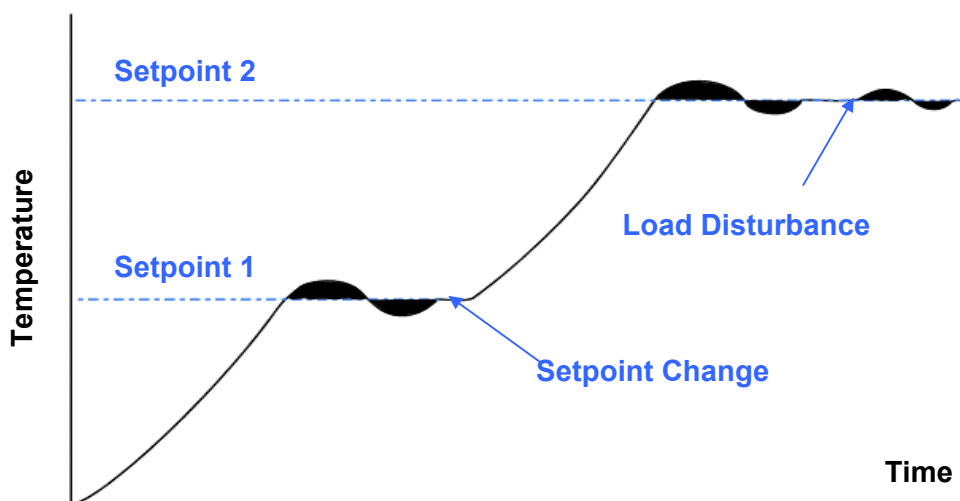 Setpoint 2
Load Disturbance
Temperature
Setpoint 1
Setpoint Change
Time